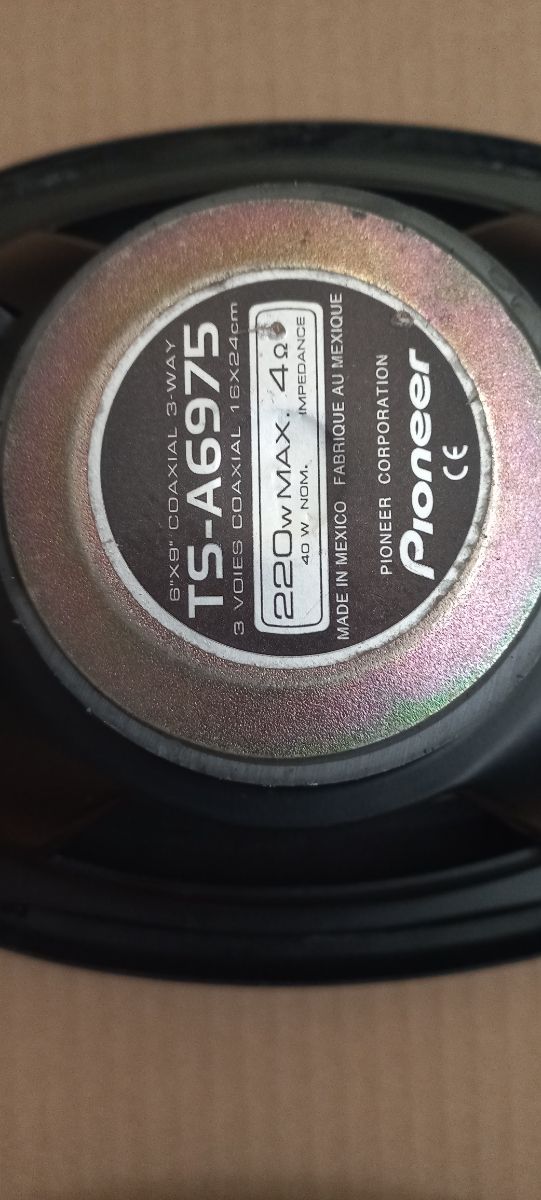 6"X9" COAXIAL 3-WAY
TS-A6975
3 VOIES COAXIAL 16X24cm
220W MAX. 4Ω
40 W. NOM. IMPEDANCE
MADE IN MEXICO FABRIQUE AU MEXIQUE
PIONEER CORPORATION
Pioneer
CE